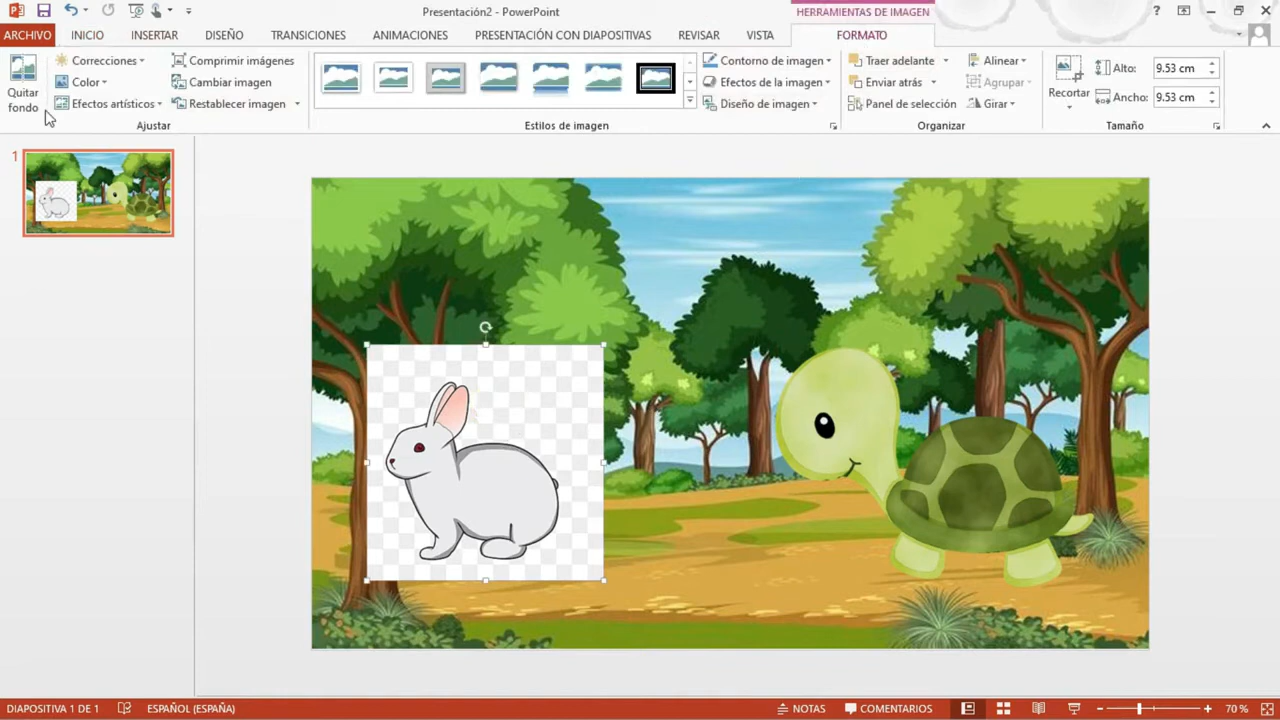 Presentación2 - PowerPoint
HERRAMIENTAS DE IMAGEN
?
ARCHIVO INICIO INSERTAR DISEÑO TRANSICIONES ANIMACIONES PRESENTACIÓN CON DIAPOSITIVAS REVISAR VISTA FORMATO
Quitar fondo
Correcciones
Color
Efectos artísticos
Comprimir imágenes
Cambiar imagen
Restablecer imagen
Ajustar
Estilos de imagen
Contorno de imagen
Efectos de la imagen
Diseño de imagen
Traer adelante
Enviar atrás
Panel de selección
Alinear
Agrupar
Girar
Organizar
Recortar
Alto: 9.53 cm
Ancho: 9.53 cm
Tamaño
1
DIAPOSITIVA 1 DE 1 ESPAÑOL (ESPAÑA) NOTAS COMENTARIOS 70 %